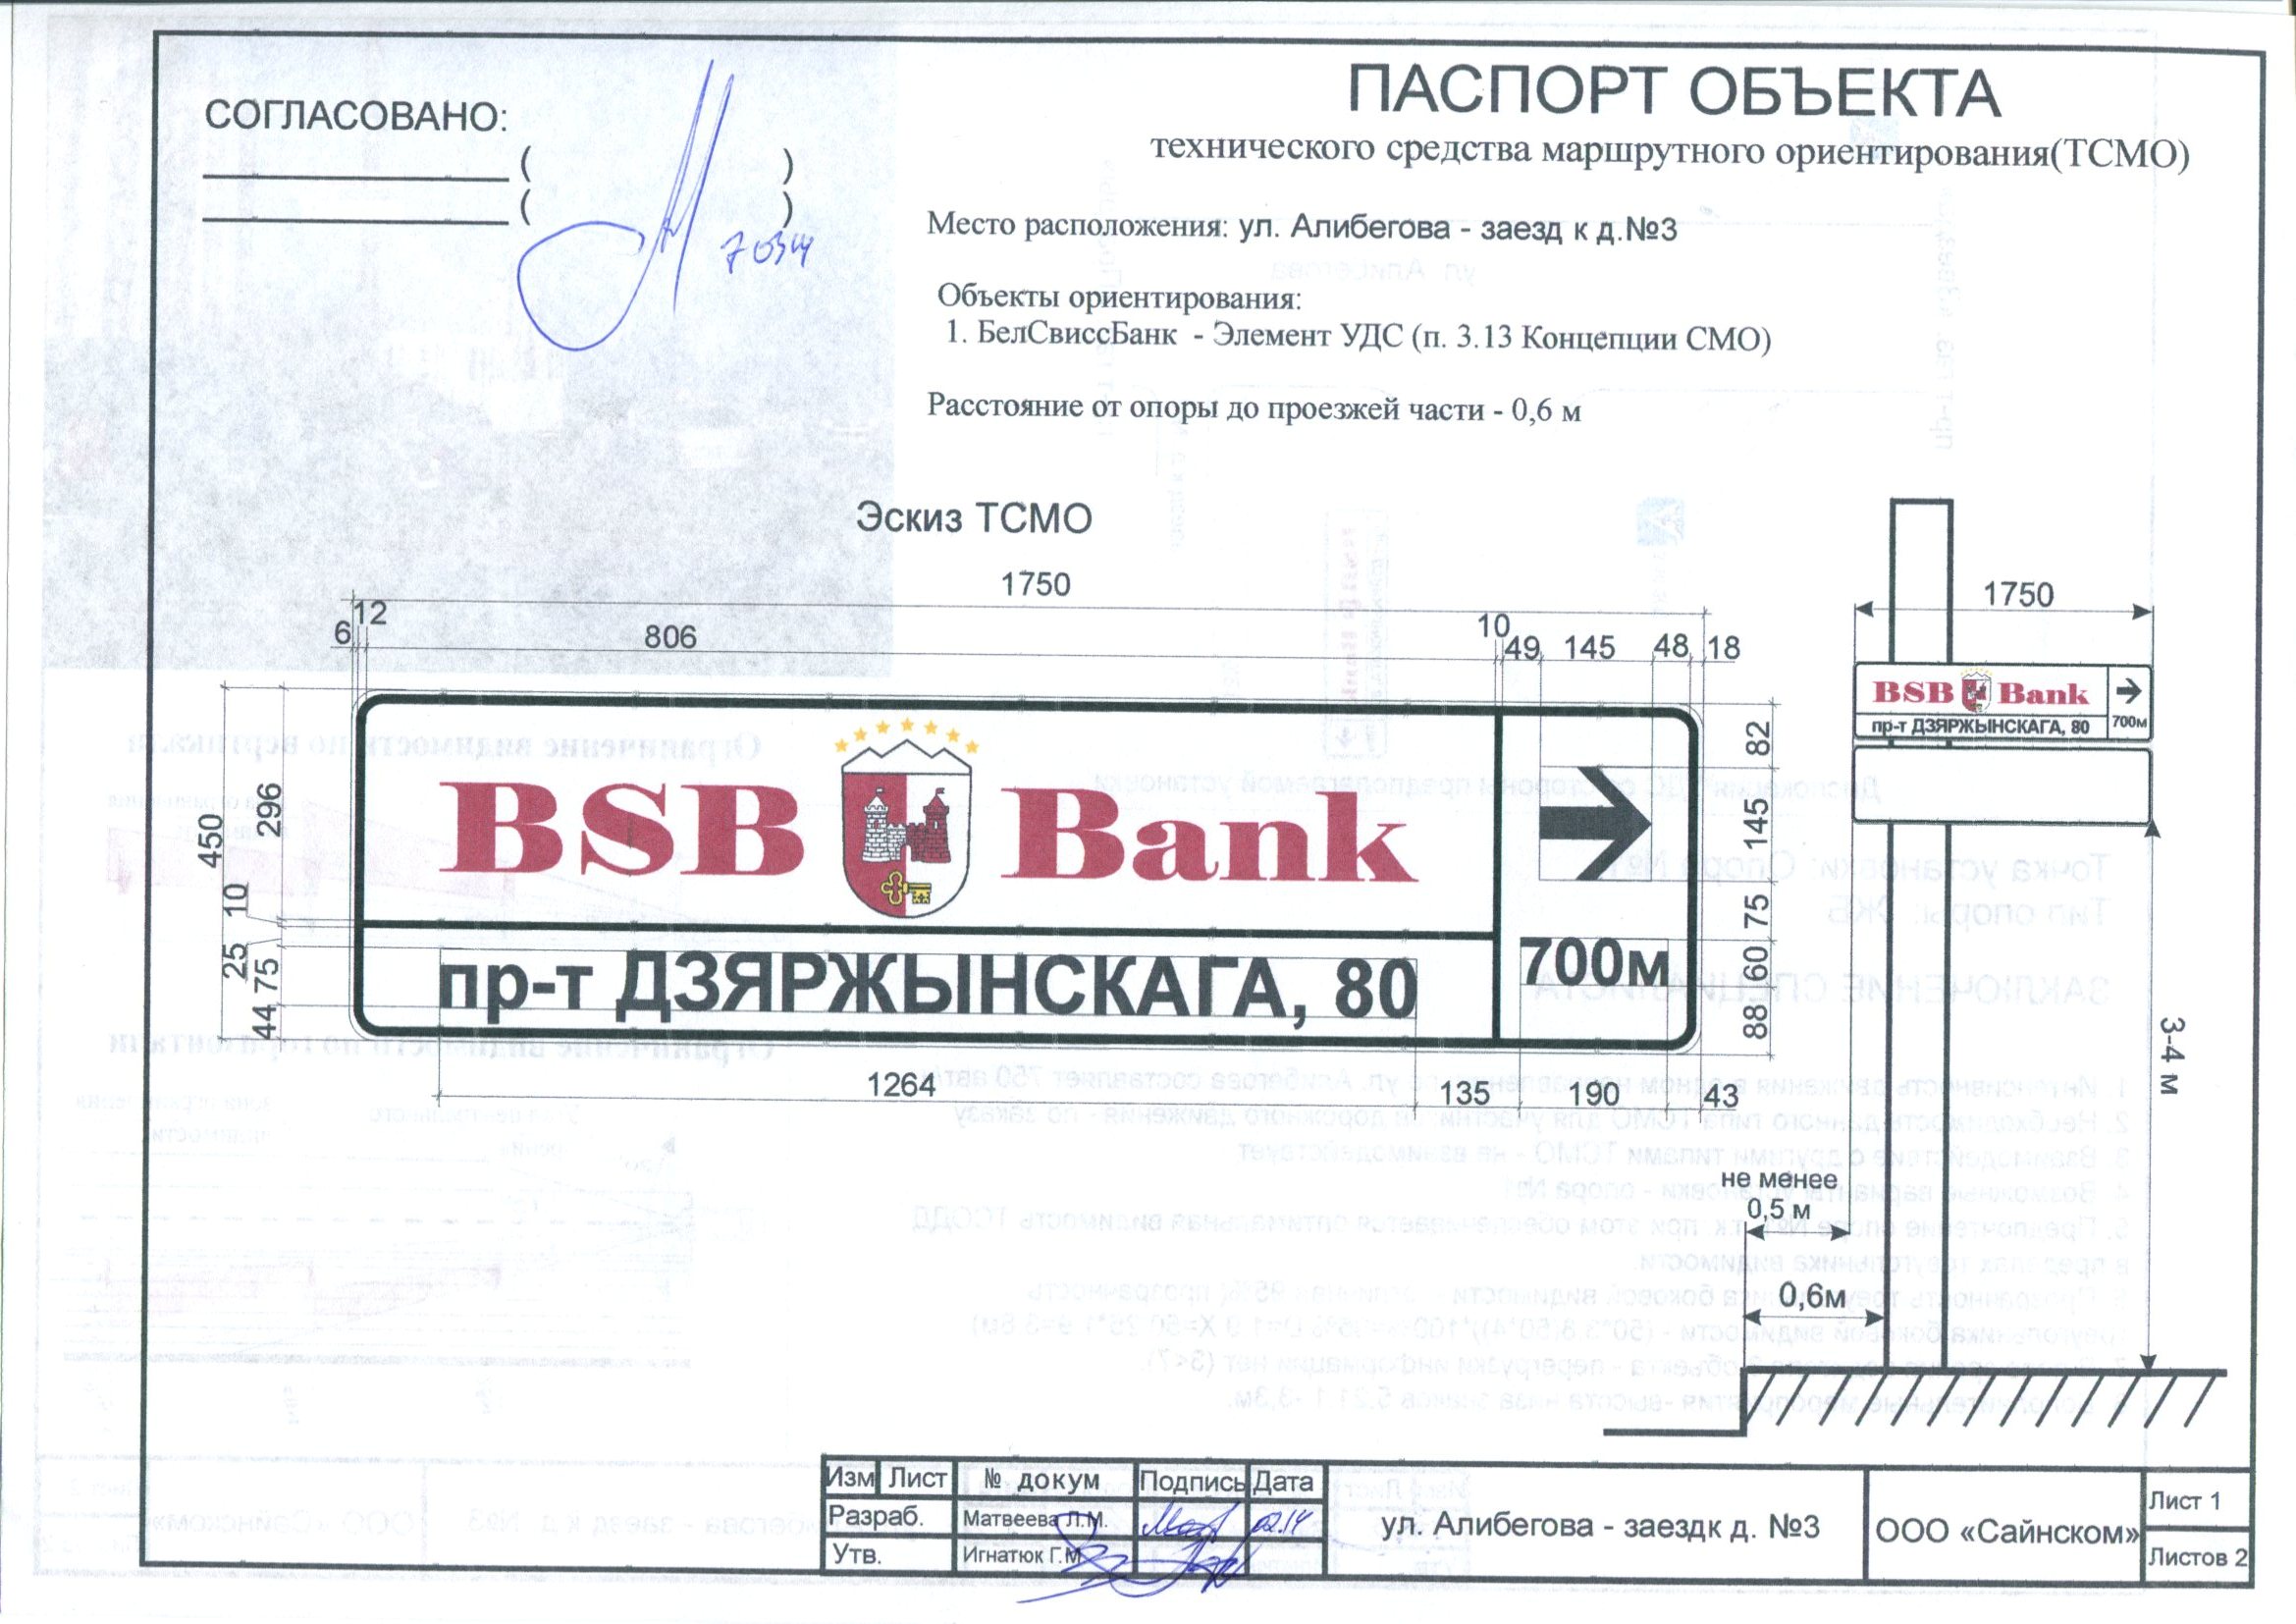 СОГЛАСОВАНО:
( )
( )
7034
ПАСПОРТ ОБЪЕКТА
технического средства маршрутного ориентирования(ТСМО)
Место расположения: ул. Алибегова - заезд к д.№3
Объекты ориентирования:
1. БелСвиссБанк - Элемент УДС (п. 3.13 Концепции СМО)
Расстояние от опоры до проезжей части - 0,6 м
Эскиз ТСМО
1750
6 12 806 10 49 145 48 18
450 296 10 25 75 44
BSB Bank
пр-т ДЗЯРЖЫНСКАГА, 80
700м
82 145 75 60 88
1264 135 190 43
1750
BSB Bank
пр-т ДЗЯРЖЫНСКАГА, 80 700м
3-4 м
не менее
0,5 м
0,6м
Изм Лист № докум Подпись Дата
Разраб. Матвеева Л.М. 02.14
Утв. Игнатюк Г.М
ул. Алибегова - заездк д. №3
ООО «Сайнском»
Лист 1
Листов 2